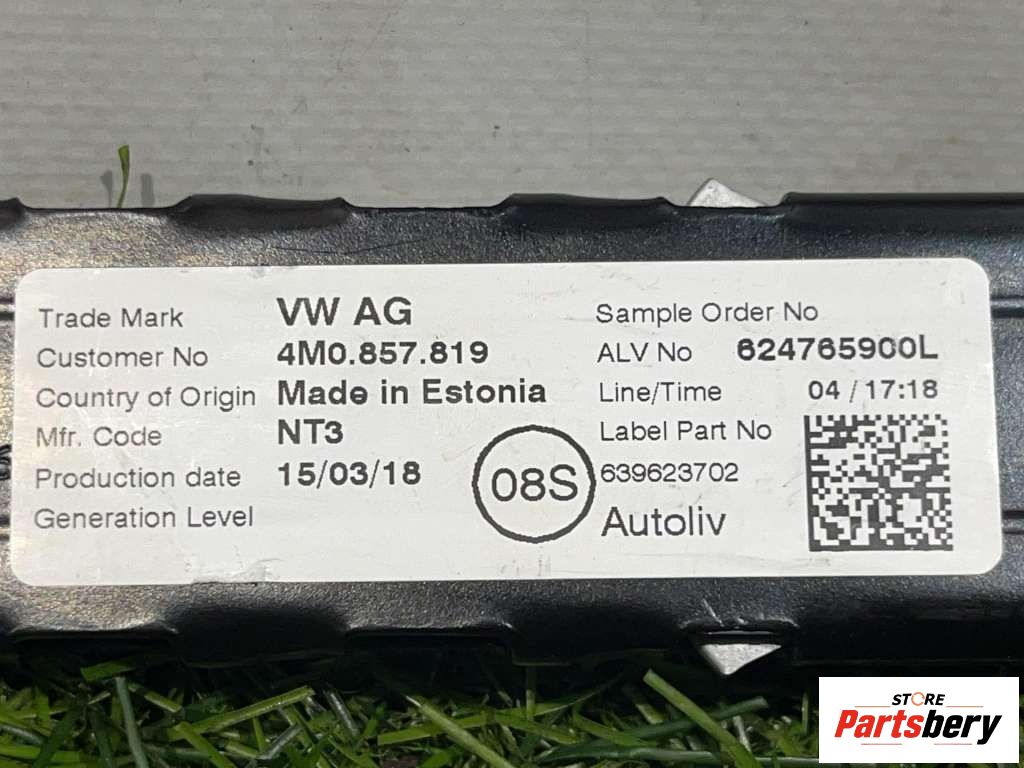 Trade Mark VW AG
Customer No 4M0.857.819
Country of Origin Made in Estonia
Mfr. Code NT3
Production date 15/03/18
Generation Level
08S
Sample Order No
ALV No 624765900L
Line/Time 04 / 17:18
Label Part No
639623702
Autoliv
STORE
Partsbery